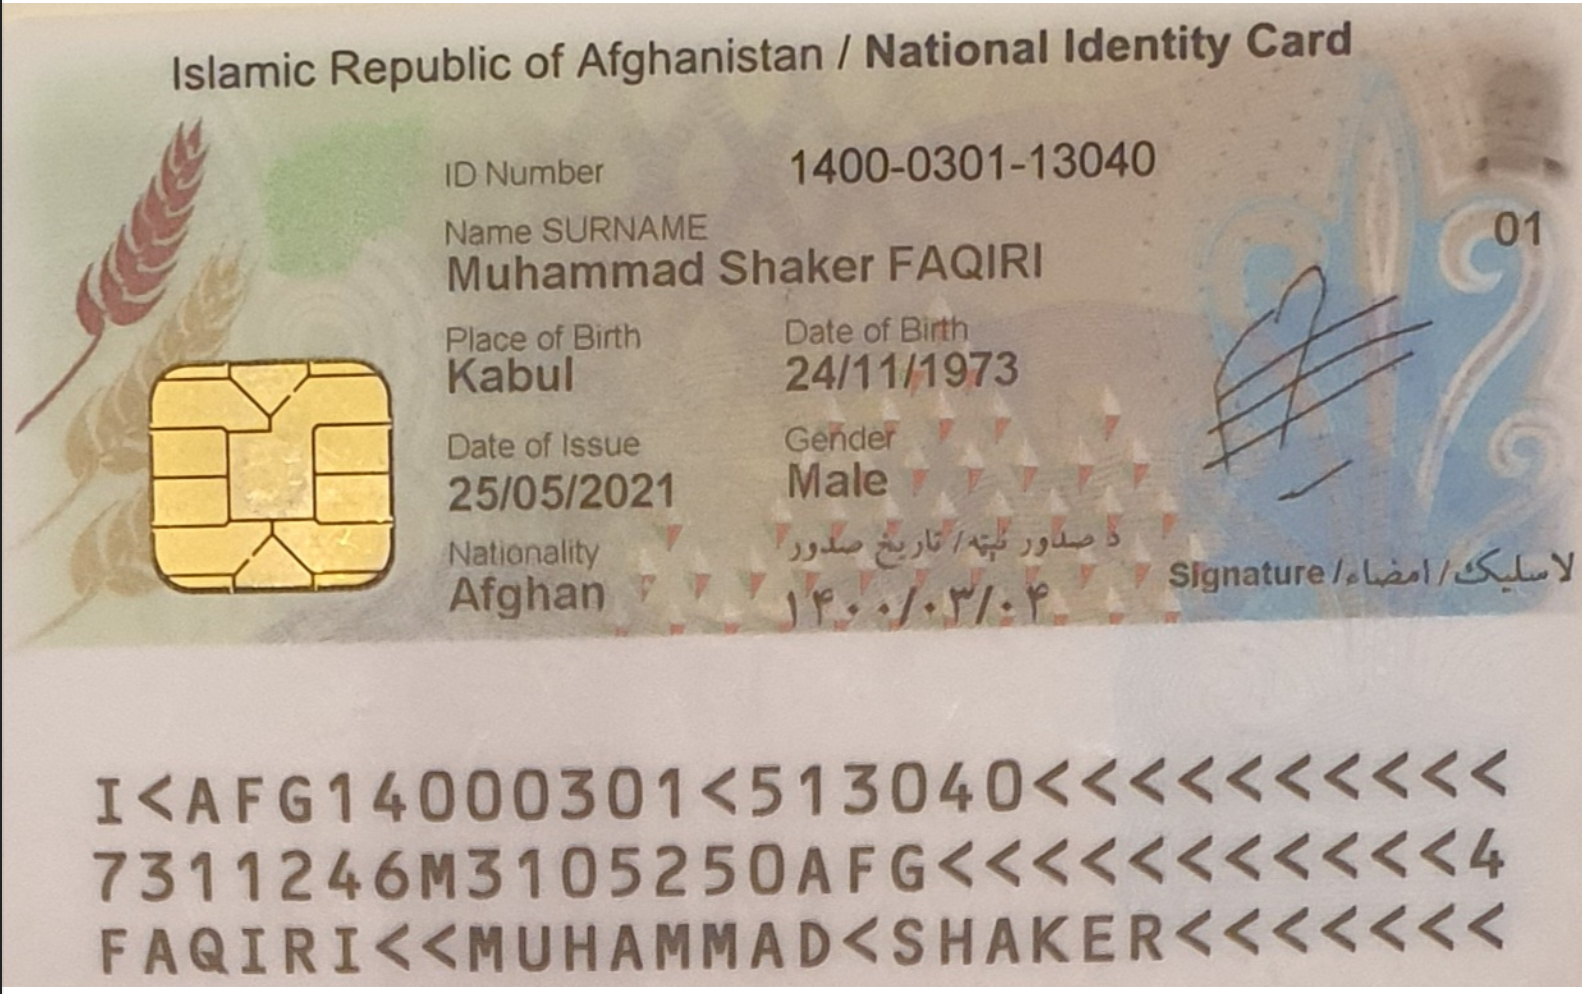 Islamic Republic of Afghanistan / National Identity Card
ID Number 1400-0301-13040
Name SURNAME
Muhammad Shaker FAQIRI
01
Place of Birth Date of Birth
Kabul 24/11/1973
Date of Issue Gender
25/05/2021 Male
Nationality د صدور نېټه/ تاریخ صدور
Afghan ۱۴۰۰/۰۳/۰۴
Signature/لاسلیک/امضاء
I<AFG14000301<513040<<<<<<<<<<
7311246M3105250AFG<<<<<<<<<<<4
FAQIRI<<MUHAMMAD<SHAKER<<<<<<<